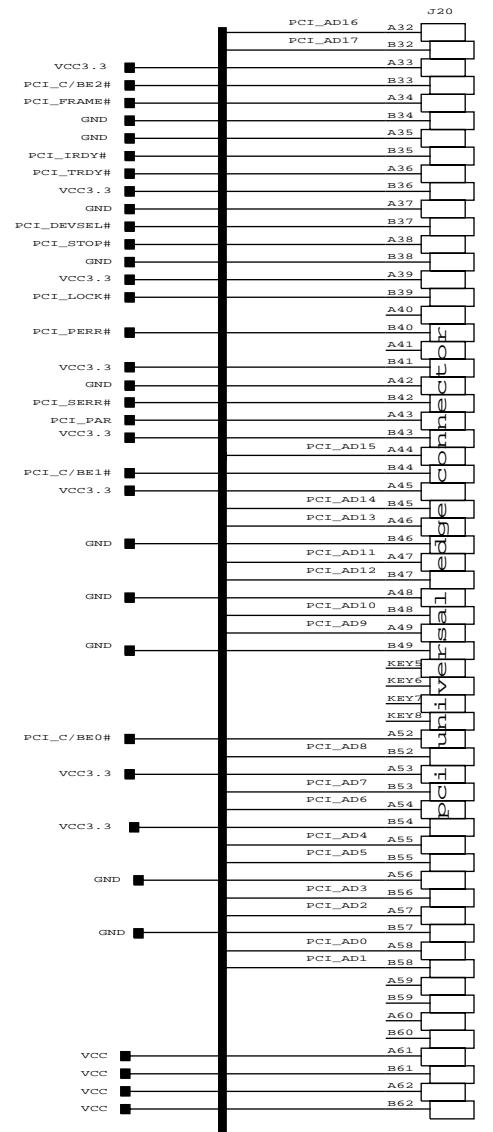 J20
PCI_AD16 A32
PCI_AD17 B32
VCC3.3 A33
PCI_C/BE2# B33
PCI_FRAME# A34
GND B34
GND A35
PCI_IRDY# B35
PCI_TRDY# A36
VCC3.3 B36
GND A37
PCI_DEVSEL# B37
PCI_STOP# A38
GND B38
VCC3.3 A39
PCI_LOCK# B39
A40
PCI_PERR# B40
A41
VCC3.3 B41
GND A42
PCI_SERR# B42
PCI_PAR A43
VCC3.3 B43
PCI_AD15 A44
PCI_C/BE1# B44
VCC3.3 A45
PCI_AD14 B45
PCI_AD13 A46
GND B46
PCI_AD11 A47
PCI_AD12 B47
GND A48
PCI_AD10 B48
PCI_AD9 A49
GND B49
KEY5
KEY6
KEY7
KEY8
PCI_C/BE0# A52
PCI_AD8 B52
VCC3.3 A53
PCI_AD7 B53
PCI_AD6 A54
VCC3.3 B54
PCI_AD4 A55
PCI_AD5 B55
GND A56
PCI_AD3 B56
PCI_AD2 A57
GND B57
PCI_AD0 A58
PCI_AD1 B58
A59
B59
A60
B60
VCC A61
VCC B61
VCC A62
VCC B62
pci universal edge connector